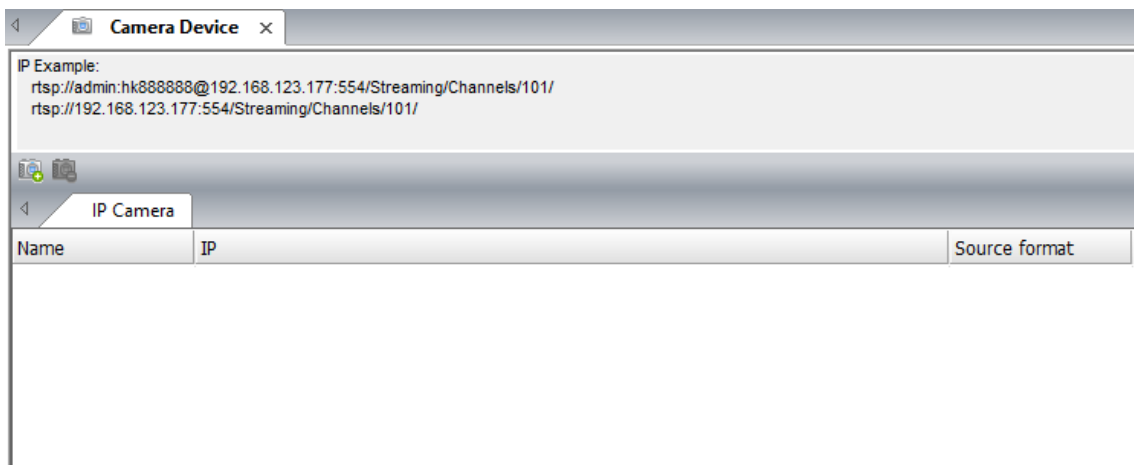 Camera Device
IP Example:
rtsp://admin:hk888888@192.168.123.177:554/Streaming/Channels/101/
rtsp://192.168.123.177:554/Streaming/Channels/101/
IP Camera
Name IP Source format